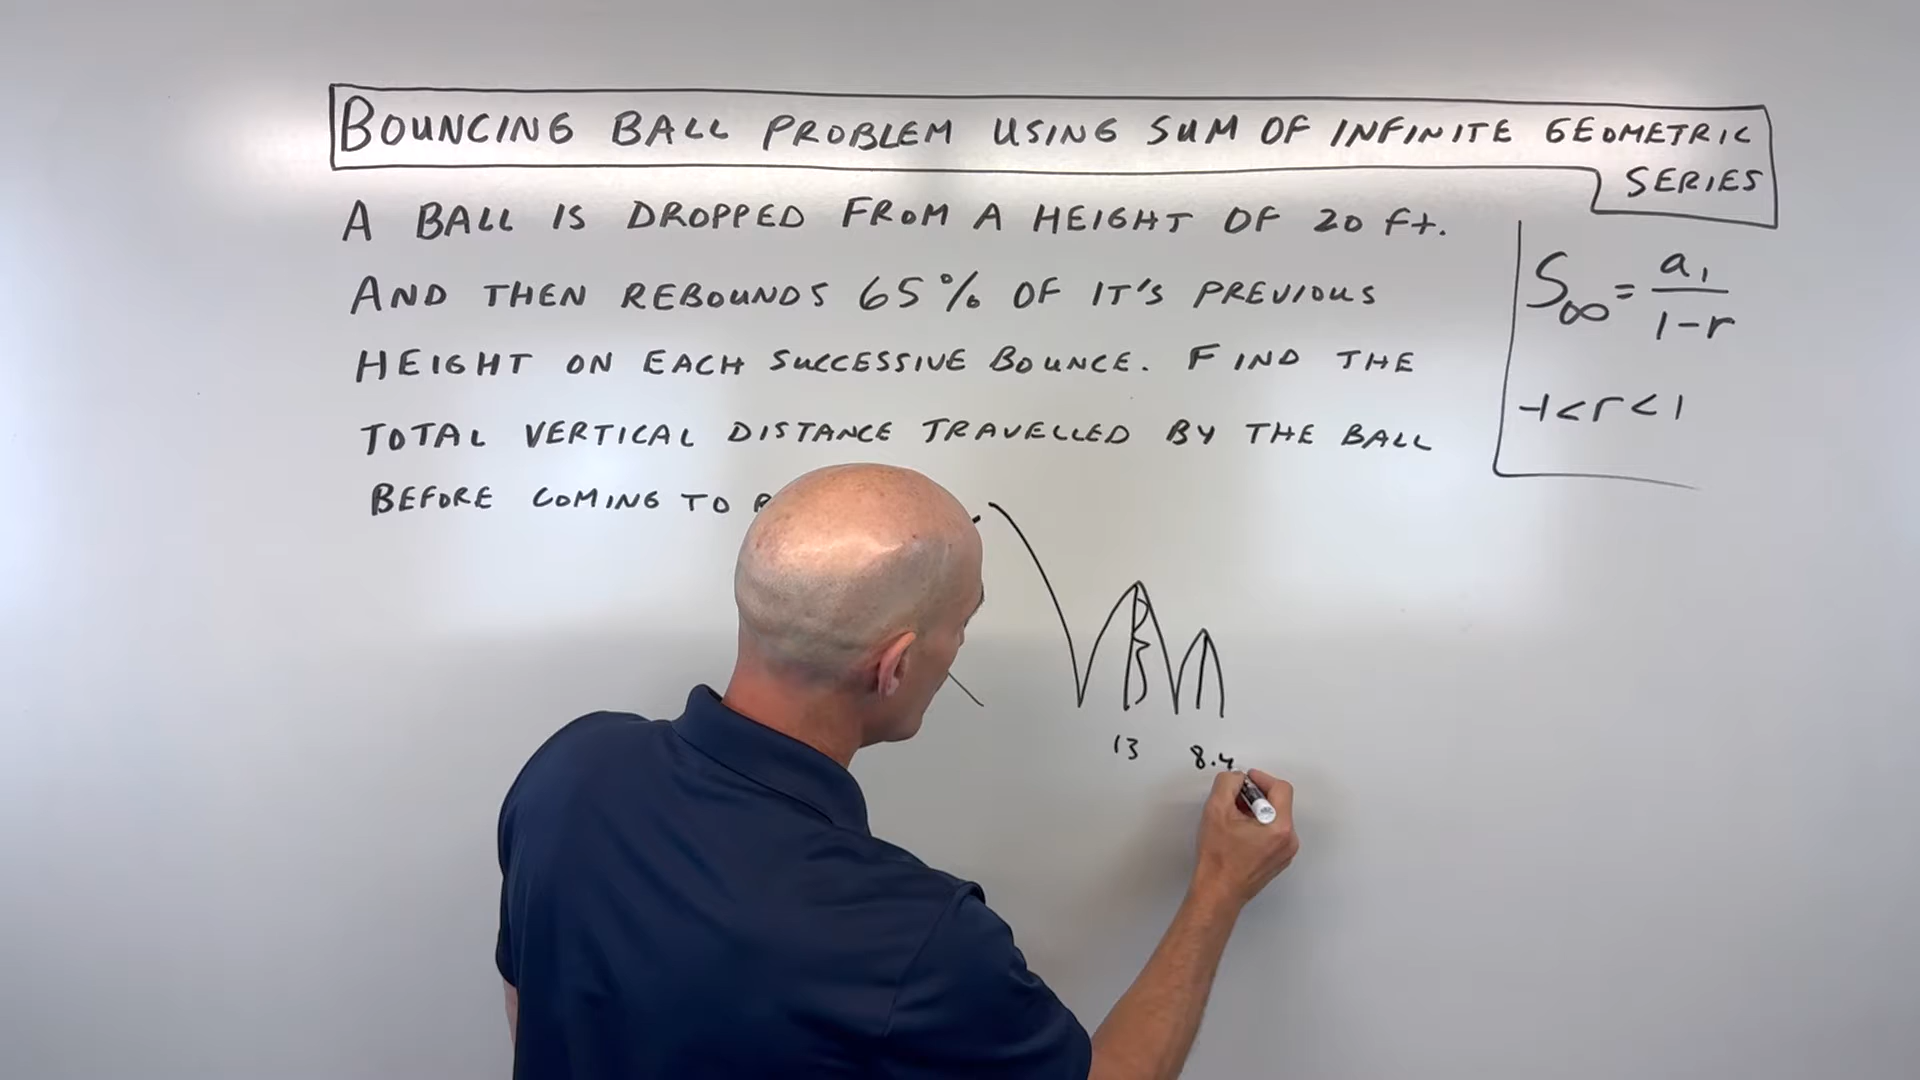 BOUNCING BALL PROBLEM USING SUM OF INFINITE GEOMETRIC
SERIES
A BALL IS DROPPED FROM A HEIGHT OF 20 Ft.
AND THEN REBOUNDS 65% OF IT'S PREVIOUS
HEIGHT ON EACH SUCCESSIVE BOUNCE. FIND THE
TOTAL VERTICAL DISTANCE TRAVELLED BY THE BALL
BEFORE COMING TO
S∞ = a₁/(1-r)
-1<r<1
13 8.4